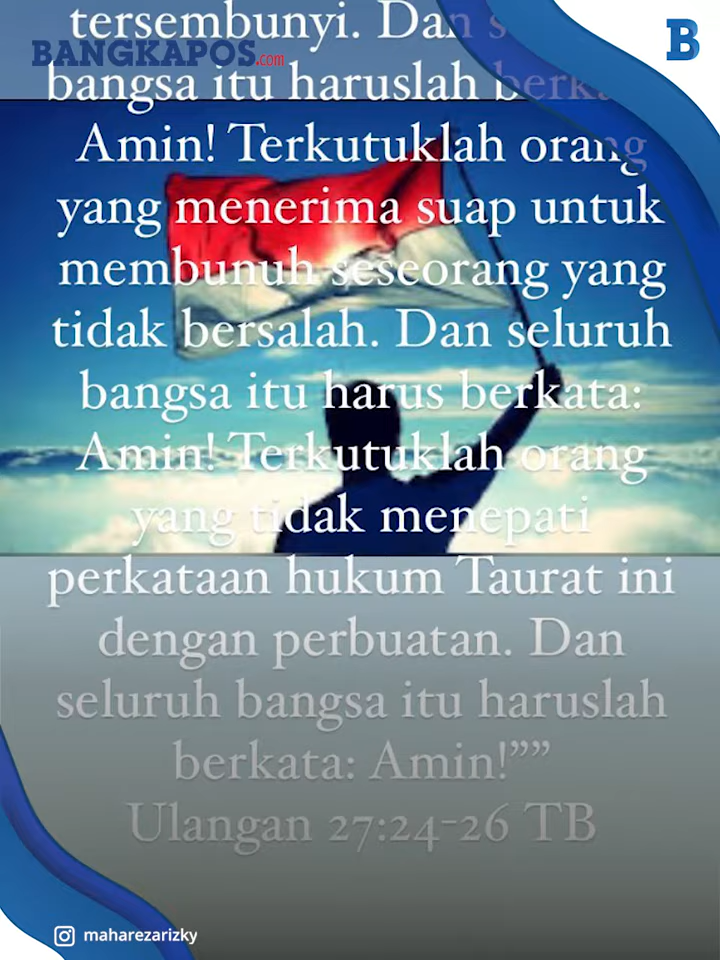 tersembunyi. Dan s
BANGKAPOS.com
B
bangsa itu haruslah berka
Amin! Terkutuklah orang
yang menerima suap untuk
membunuh seseorang yang
tidak bersalah. Dan seluruh
bangsa itu harus berkata:
Amin! Terkutuklah orang
yang tidak menepati
perkataan hukum Taurat ini
dengan perbuatan. Dan
seluruh bangsa itu haruslah
berkata: Amin!””
Ulangan 27:24-26 TB
maharezarizky